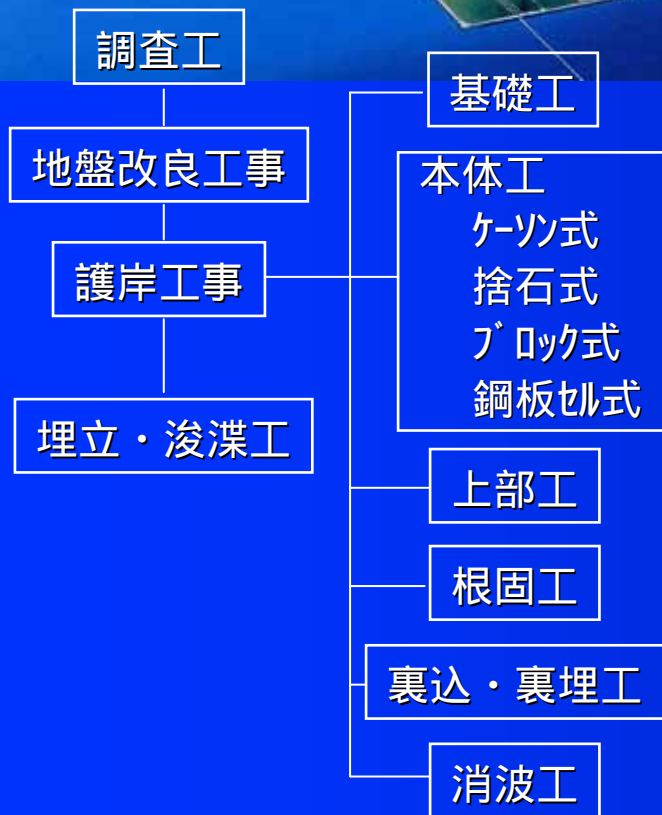 調査工
地盤改良工事
護岸工事
埋立・浚渫工
基礎工
本体工
ｹｰｿﾝ式
捨石式
ﾌﾞﾛｯｸ式
鋼板ｾﾙ式
上部工
根固工
裏込・裏埋工
消波工